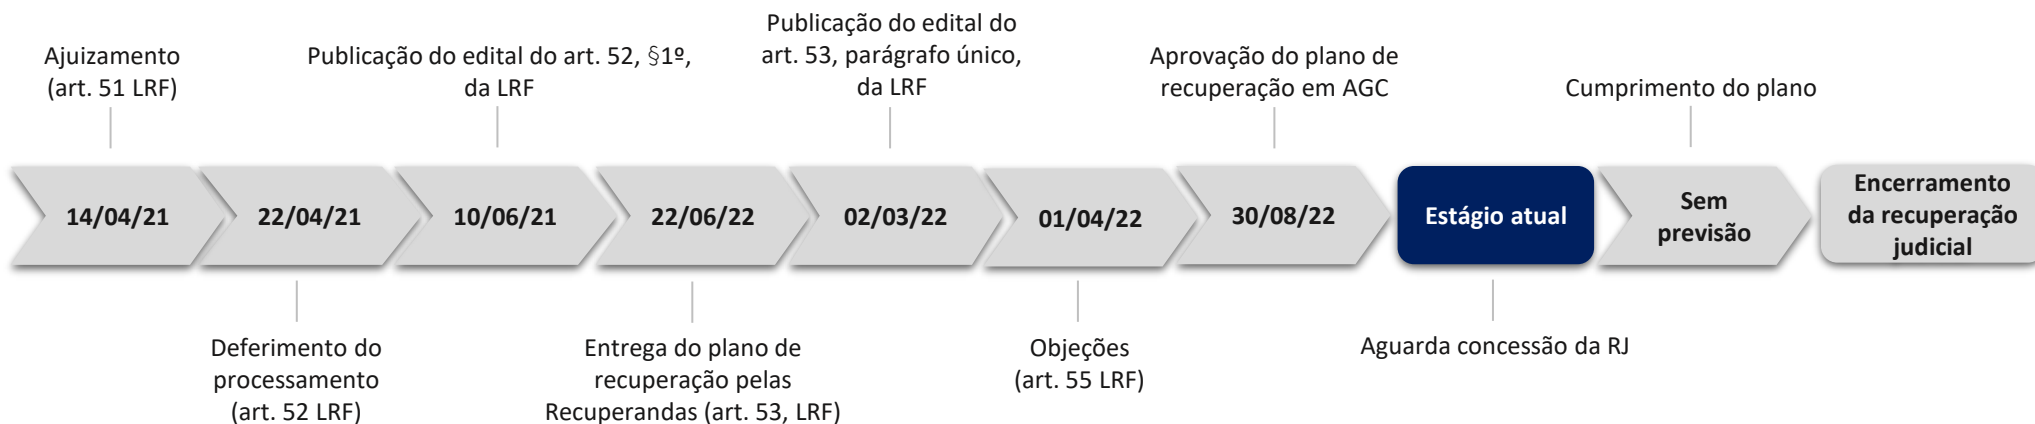 Ajuizamento
(art. 51 LRF)
Publicação do edital do art. 52, §1º,
da LRF
Publicação do edital do
art. 53, parágrafo único,
da LRF
Aprovação do plano de
recuperação em AGC
Cumprimento do plano
14/04/21
22/04/21
10/06/21
22/06/22
02/03/22
01/04/22
30/08/22
Estágio atual
Sem
previsão
Encerramento
da recuperação
judicial
Deferimento do
processamento
(art. 52 LRF)
Entrega do plano de
recuperação pelas
Recuperandas (art. 53, LRF)
Objeções
(art. 55 LRF)
Aguarda concessão da RJ